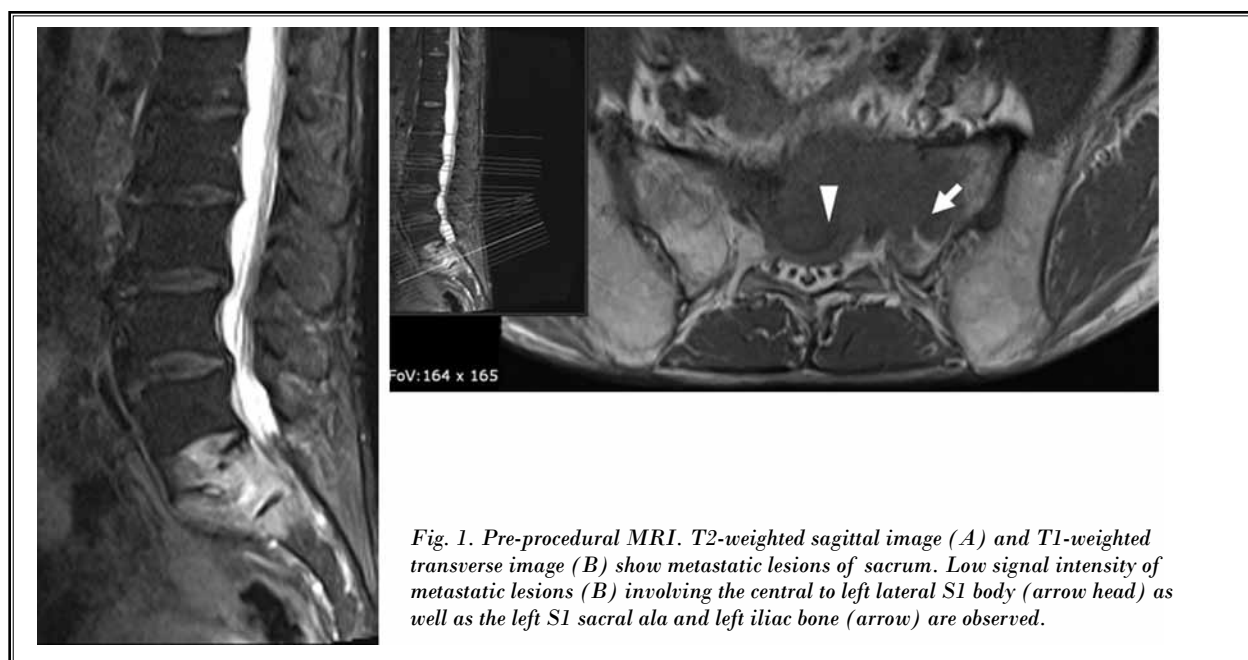 FoV:164 x 165
Fig. 1. Pre-procedural MRI. T2-weighted sagittal image (A) and T1-weighted
transverse image (B) show metastatic lesions of sacrum. Low signal intensity of
metastatic lesions (B) involving the central to left lateral S1 body (arrow head) as
well as the left S1 sacral ala and left iliac bone (arrow) are observed.